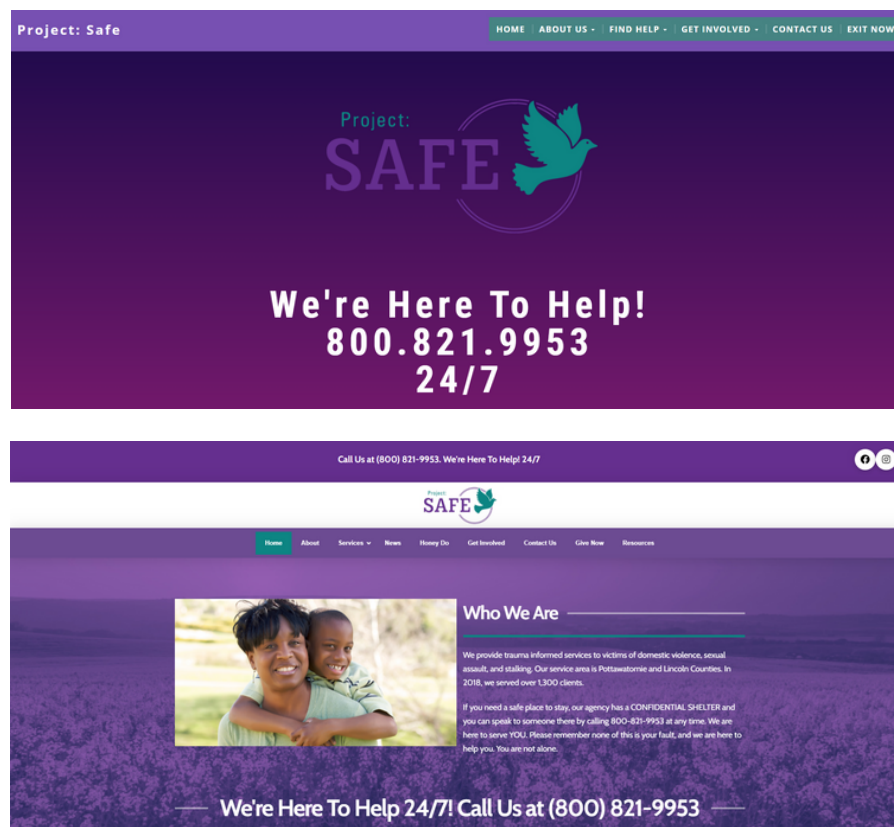 Project: Safe
HOME ABOUT US - FIND HELP - GET INVOLVED - CONTACT US EXIT NOW
Project:
SAFE
We're Here To Help!
800.821.9953
24/7
Call Us at (800) 821-9953. We're Here To Help! 24/7
Project:
SAFE
Home About Services News Honey Do Get Involved Contact Us Give Now Resources
Who We Are
We provide trauma informed services to victims of domestic violence, sexual
assault, and stalking. Our service area is Pottawatomie and Lincoln Counties. In
2018, we served over 1,300 clients.
If you need a safe place to stay, our agency has a CONFIDENTIAL SHELTER and
you can speak to someone there by calling 800-821-9953 at any time. We are
here to serve YOU. Please remember none of this is your fault, and we are here to
help you. You are not alone.
We're Here To Help 24/7! Call Us at (800) 821-9953